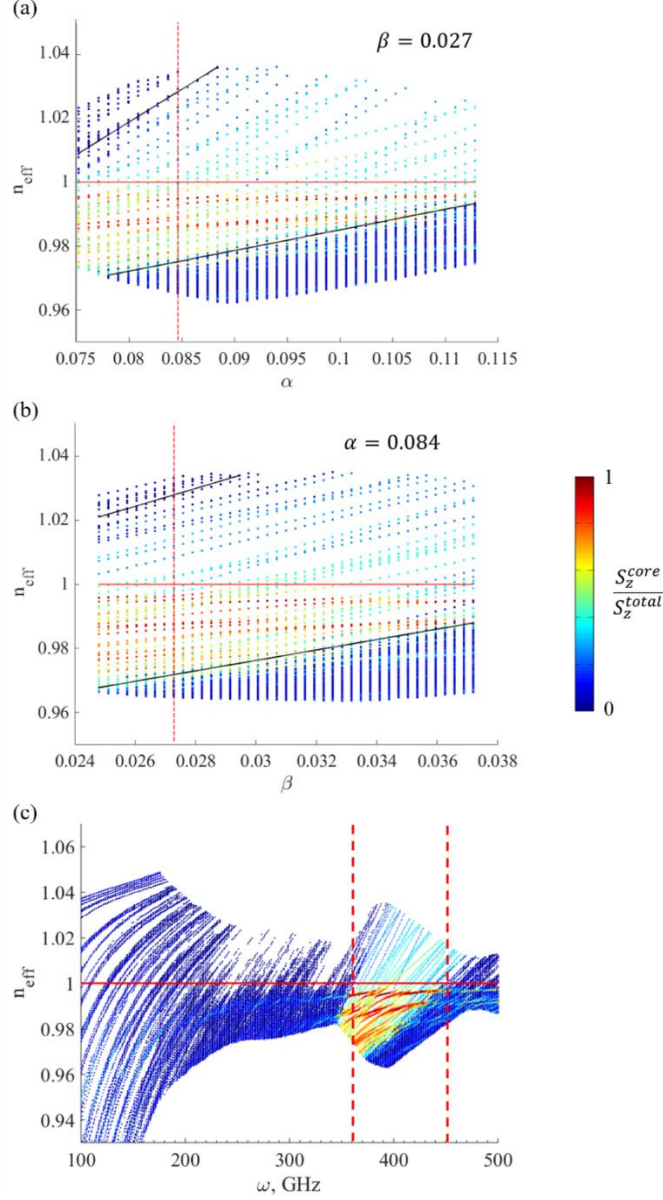 (a)
β = 0.027
1.04
1.02
1
0.98
0.96
n_eff
0.075 0.08 0.085 0.09 0.095 0.1 0.105 0.11 0.115
α
(b)
α = 0.084
1.04
1.02
1
0.98
0.96
n_eff
0.024 0.026 0.028 0.03 0.032 0.034 0.036 0.038
β
1
S_z^core
S_z^total
0
(c)
1.06
1.04
1.02
1
0.98
0.96
0.94
n_eff
100 200 300 400 500
ω, GHz